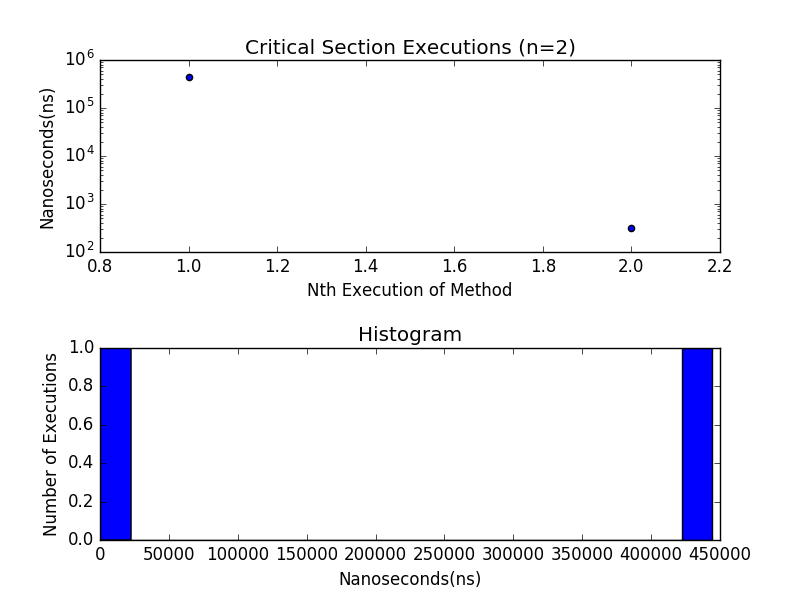 Critical Section Executions (n=2)
10^6
10^5
10^4
10^3
10^2
Nanoseconds(ns)
0.8 1.0 1.2 1.4 1.6 1.8 2.0 2.2
Nth Execution of Method
Histogram
1.0
0.8
0.6
0.4
0.2
0.0
Number of Executions
0 50000 100000 150000 200000 250000 300000 350000 400000 450000
Nanoseconds(ns)